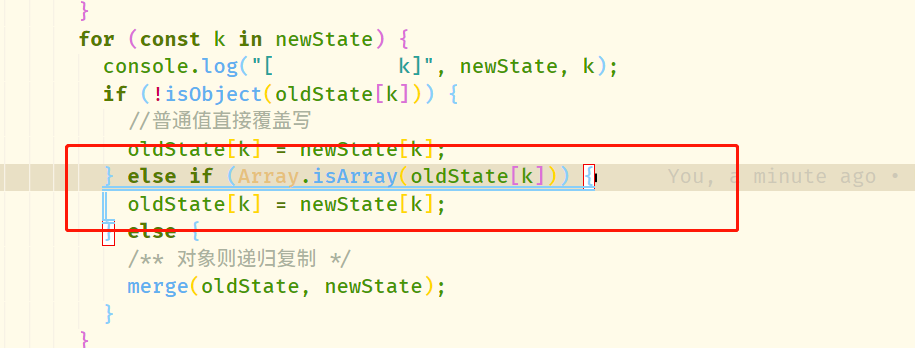 }
for (const k in newState) {
console.log("[ k]", newState, k);
if (!isObject(oldState[k])) {
//普通值直接覆盖写
oldState[k] = newState[k];
} else if (Array.isArray(oldState[k])) { You, a minute ago •
oldState[k] = newState[k];
} else {
/** 对象则递归复制 */
merge(oldState, newState);
}
}